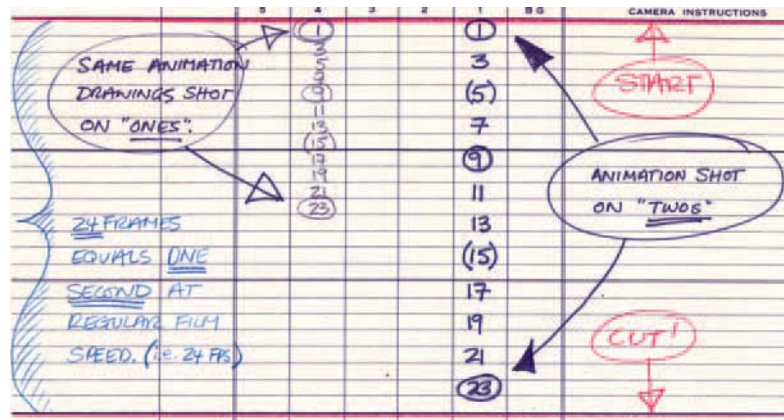 5 4 3 2 1 BG CAMERA INSTRUCTIONS
SAME ANIMATION
DRAWINGS SHOT
ON "ONES".
24 FRAMES
EQUALS ONE
SECOND AT
REGULAR FILM
SPEED. (i.e. 24 FPS)
1
3
5
7
9
11
13
(15)
17
19
21
23
1
3
(5)
7
9
11
13
(15)
17
19
21
23
START
ANIMATION SHOT
ON "TWOS"
CUT!